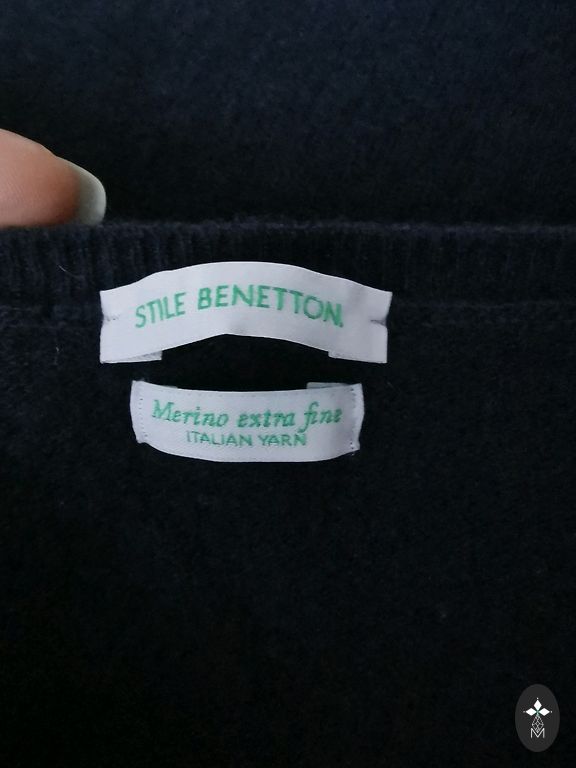 STILE BENETTON.
Merino extra fine
ITALIAN YARN
M